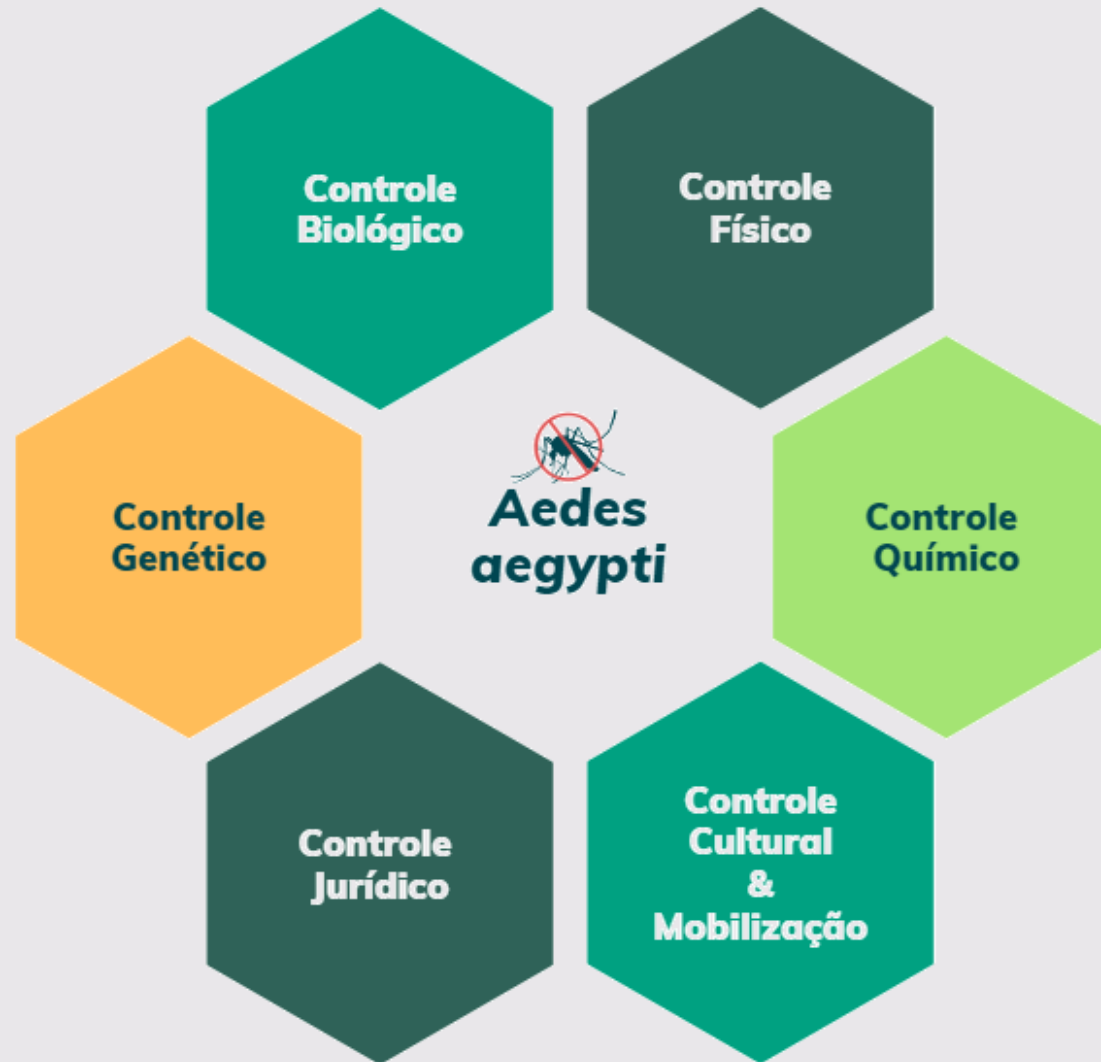 Controle
Biológico
Controle
Físico
Controle
Genético
Aedes
aegypti
Controle
Químico
Controle
Jurídico
Controle
Cultural
&
Mobilização